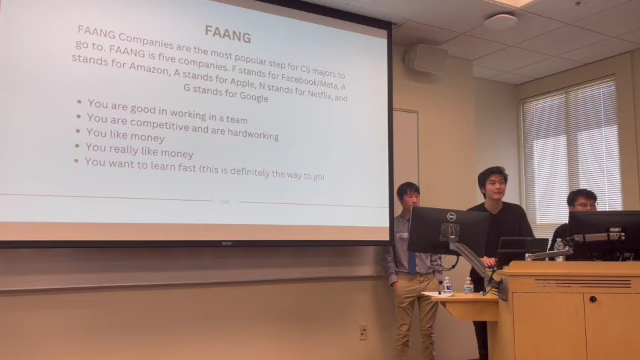 FAANG
FAANG Companies are the most popular step for CS majors to
go to. FAANG is five companies. F stands for Facebook/Meta, A
stands for Amazon, A stands for Apple, N stands for Netflix, and
G stands for Google
• You are good in working in a team
• You are competitive and are hardworking
• You like money
• You really like money
• You want to learn fast (this is definitely the way to go)
DELL